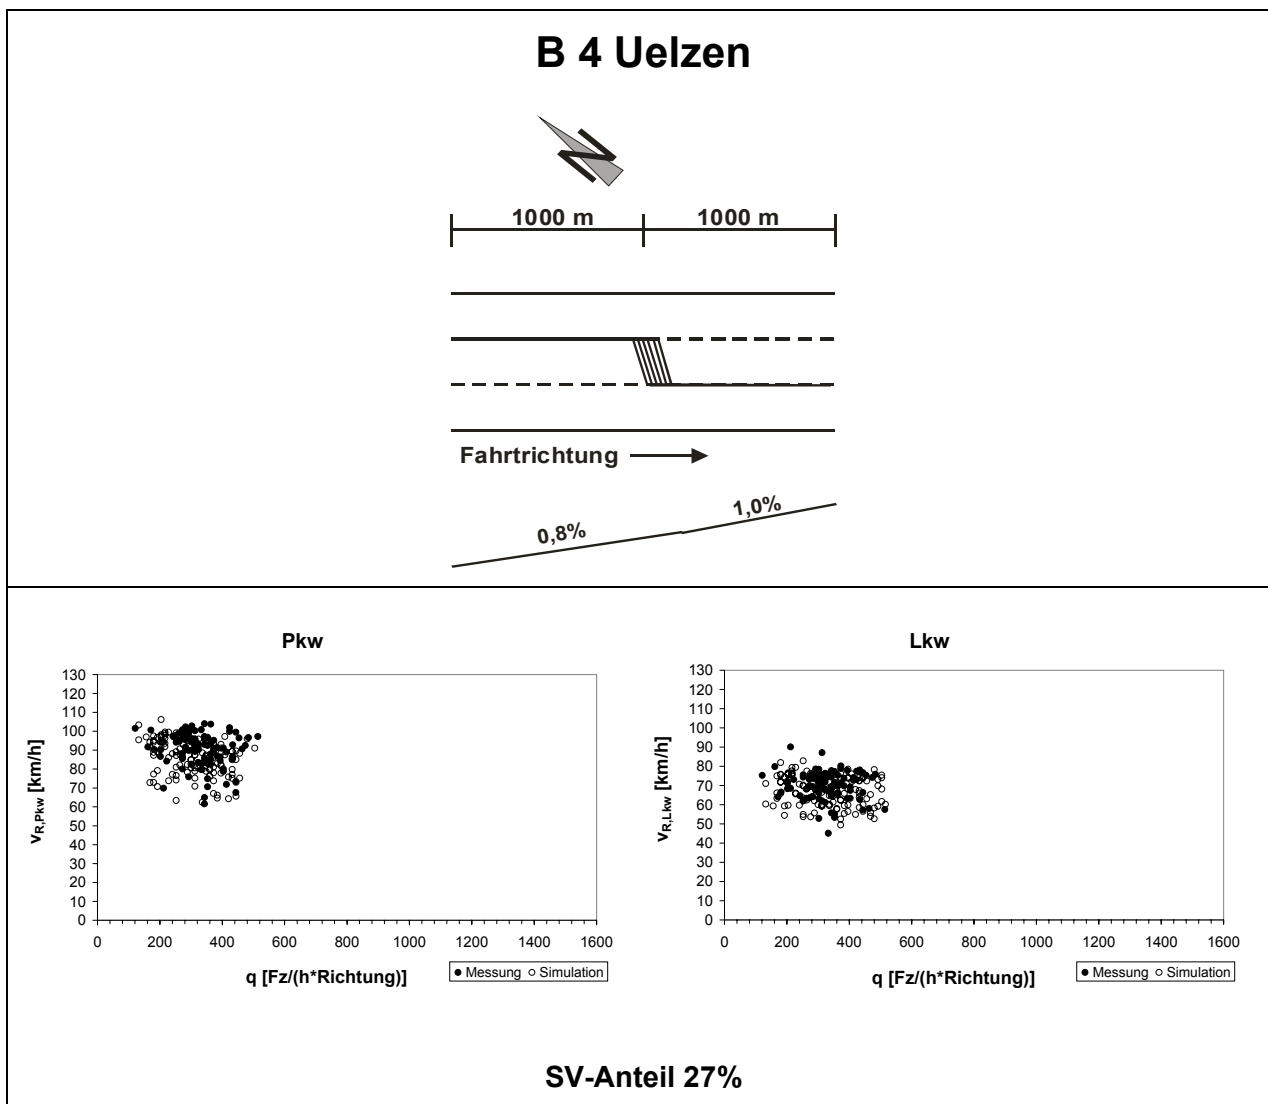 B 4 Uelzen
N
1000 m 1000 m
Fahrtrichtung
0,8% 1,0%
Pkw
130
120
110
100
90
80
70
60
50
40
30
20
10
0
v_R,Pkw [km/h]
0 200 400 600 800 1000 1200 1400 1600
q [Fz/(h*Richtung)]
Messung Simulation
Lkw
130
120
110
100
90
80
70
60
50
40
30
20
10
0
v_R,Lkw [km/h]
0 200 400 600 800 1000 1200 1400 1600
q [Fz/(h*Richtung)]
Messung Simulation
SV-Anteil 27%